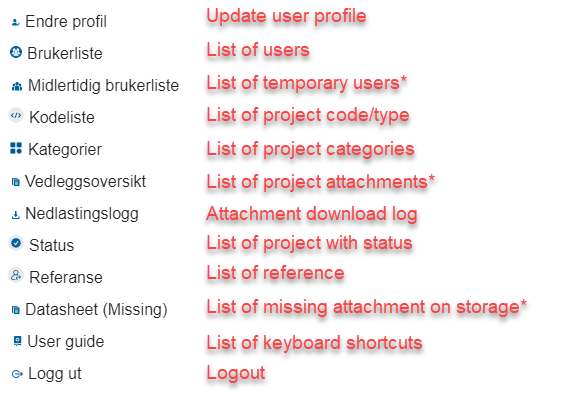 Endre profil Update user profile
Brukerliste List of users
Midlertidig brukerliste List of temporary users*
Kodeliste List of project code/type
Kategorier List of project categories
Vedleggsoversikt List of project attachments*
Nedlastingslogg Attachment download log
Status List of project with status
Referanse List of reference
Datasheet (Missing) List of missing attachment on storage*
User guide List of keyboard shortcuts
Logg ut Logout